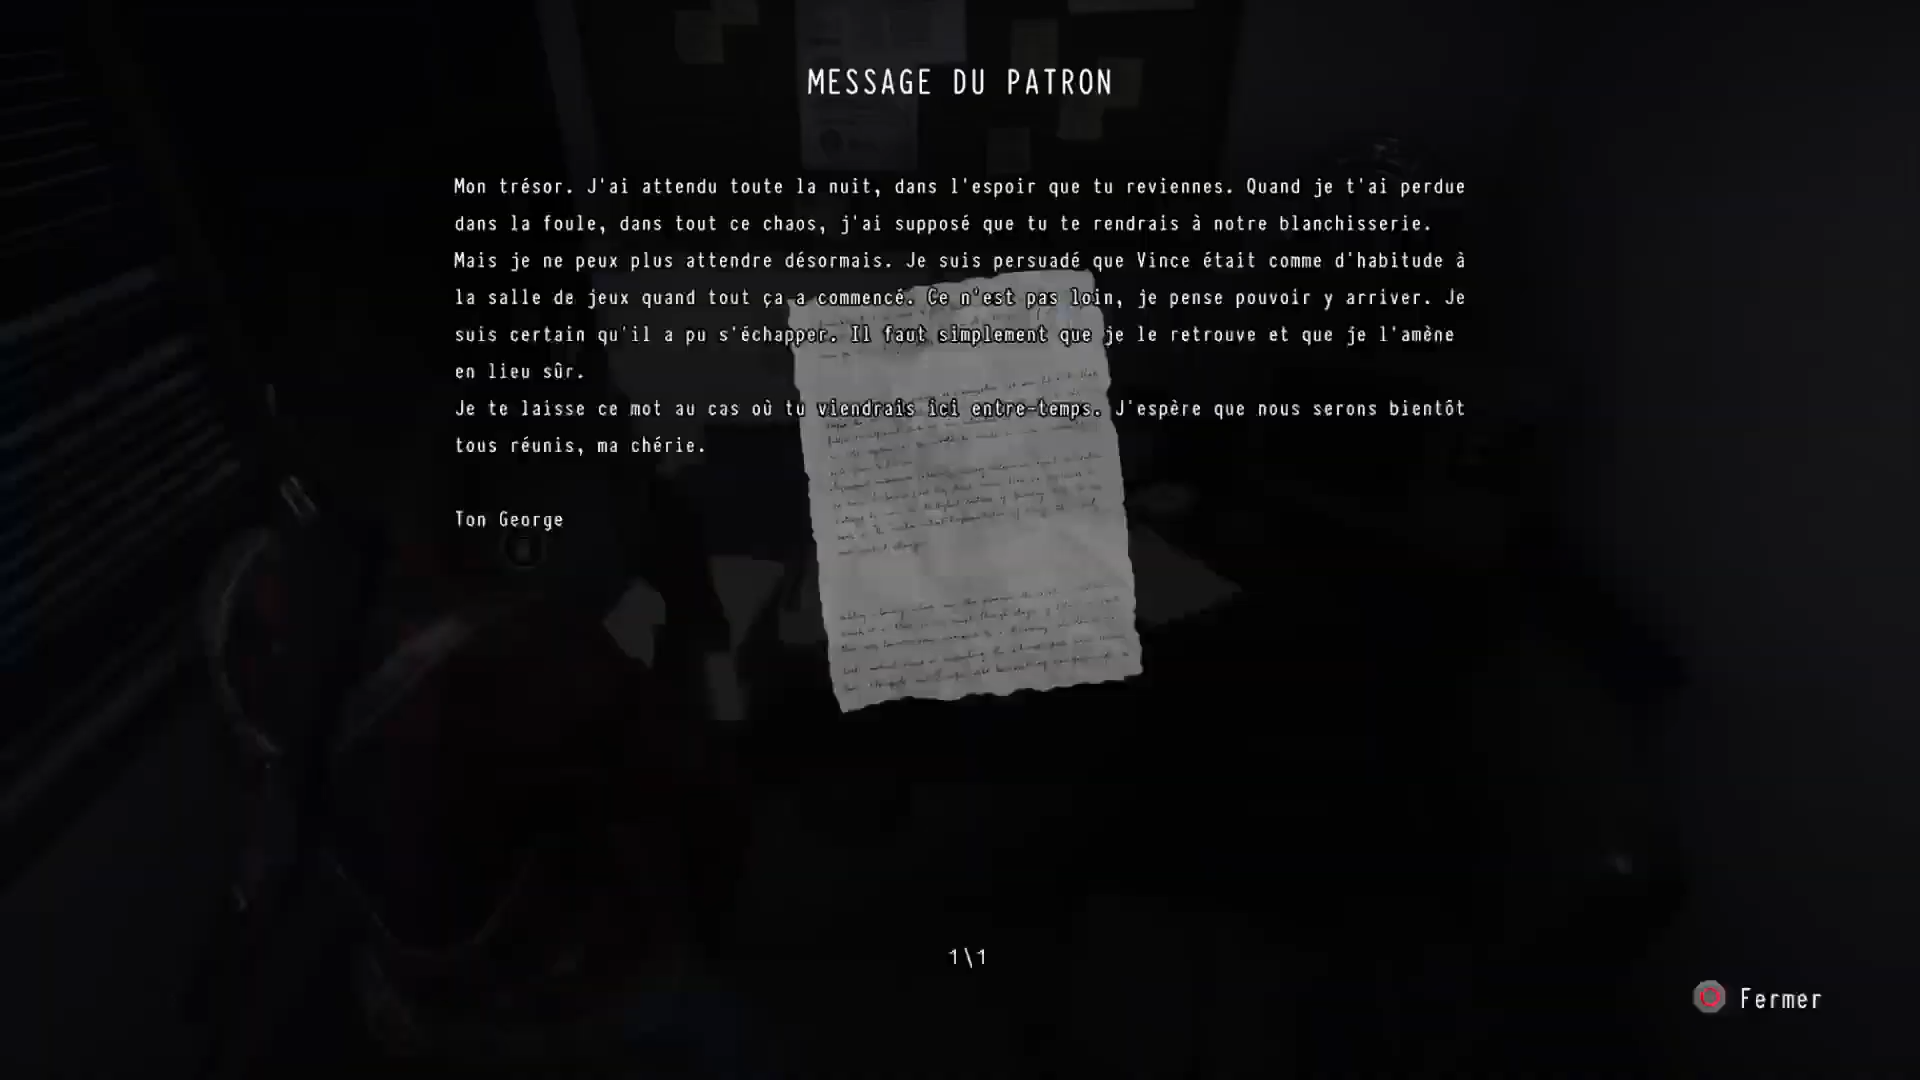 MESSAGE DU PATRON
Mon trésor. J'ai attendu toute la nuit, dans l'espoir que tu reviennes. Quand je t'ai perdue
dans la foule, dans tout ce chaos, j'ai supposé que tu te rendrais à notre blanchisserie.
Mais je ne peux plus attendre désormais. Je suis persuadé que Vince était comme d'habitude à
la salle de jeux quand tout ça a commencé. Ce n'est pas loin, je pense pouvoir y arriver. Je
suis certain qu'il a pu s'échapper. Il faut simplement que je le retrouve et que je l'amène
en lieu sûr.
Je te laisse ce mot au cas où tu viendrais ici entre-temps. J'espère que nous serons bientôt
tous réunis, ma chérie.
Ton George
1\1
Fermer